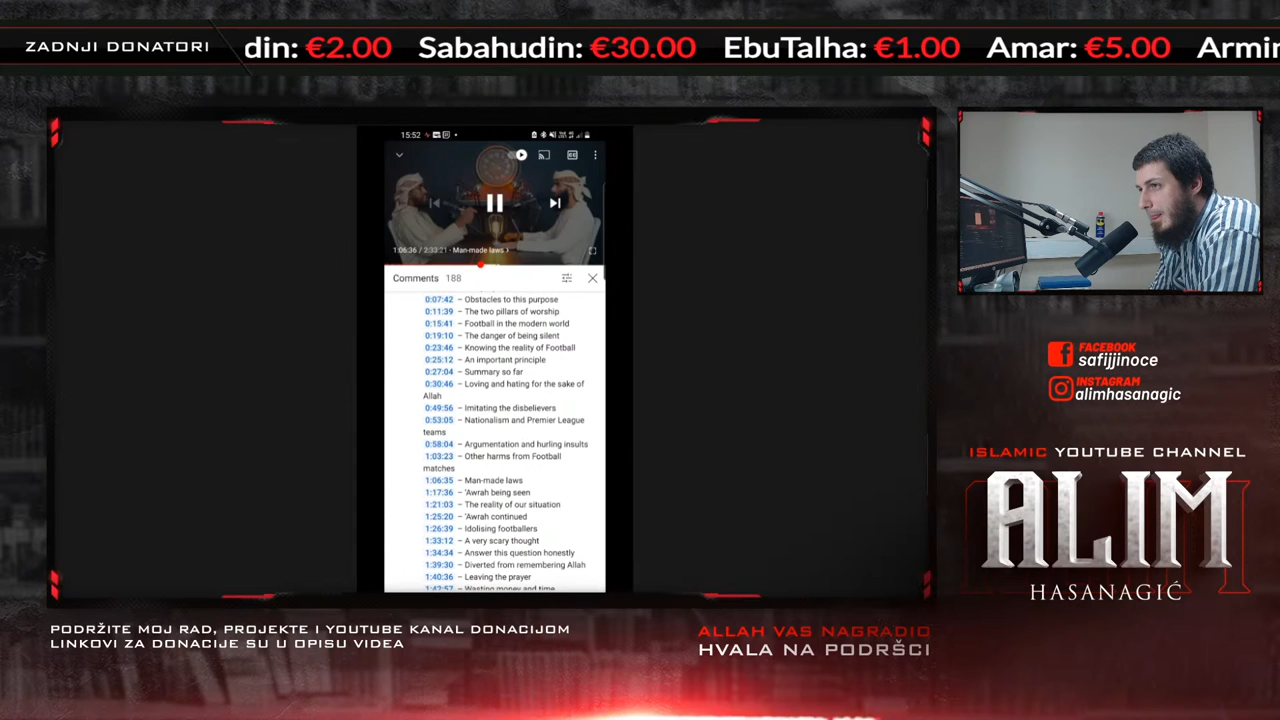 ZADNJI DONATORI
din: €2.00 Sabahudin: €30.00 EbuTalha: €1.00 Amar: €5.00 Armin
15:52
1:06:36 / 2:33:21 · Man-made laws ›
Comments 188
0:07:42 – Obstacles to this purpose
0:11:39 – The two pillars of worship
0:15:41 – Football in the modern world
0:19:10 – The danger of being silent
0:23:46 – Knowing the reality of Football
0:25:12 – An important principle
0:27:04 – Summary so far
0:30:46 – Loving and hating for the sake of
Allah
0:49:56 – Imitating the disbelievers
0:53:05 – Nationalism and Premier League
teams
0:58:04 – Argumentation and hurling insults
1:03:23 – Other harms from Football
matches
1:06:35 – Man-made laws
1:17:36 – 'Awrah being seen
1:21:03 – The reality of our situation
1:25:20 – 'Awrah continued
1:26:39 – Idolising footballers
1:33:12 – A very scary thought
1:34:34 – Answer this question honestly
1:39:30 – Diverted from remembering Allah
1:40:36 – Leaving the prayer
1:42:57 – Wasting money and time
FACEBOOK
safijjinoce
INSTAGRAM
alimhasanagic
ISLAMIC YOUTUBE CHANNEL
ALIM
HASANAGIĆ
PODRŽITE MOJ RAD, PROJEKTE I YOUTUBE KANAL DONACIJOM
LINKOVI ZA DONACIJE SU U OPISU VIDEA
ALLAH VAS NAGRADIO
HVALA NA PODRŠCI